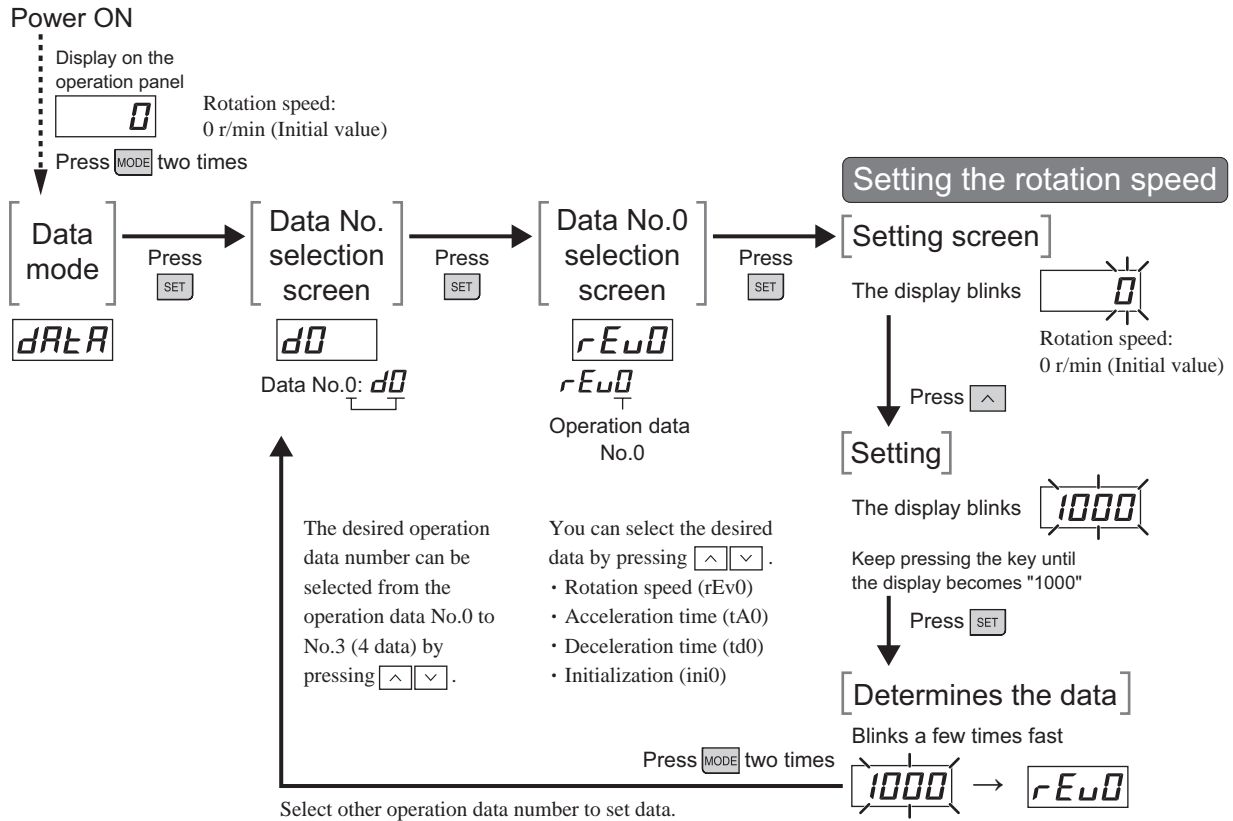 Power ON
Display on the
operation panel
0
Rotation speed:
0 r/min (Initial value)
Press MODE two times
Data
mode
dAtA
Press
SET
Data No.
selection
screen
d0
Data No.0: d0
Press
SET
Data No.0
selection
screen
rEv0
rEv0
Operation data
No.0
Press
SET
Setting the rotation speed
Setting screen
The display blinks
0
Rotation speed:
0 r/min (Initial value)
Press ^
Setting
The display blinks
1000
Keep pressing the key until
the display becomes "1000"
Press SET
Determines the data
Blinks a few times fast
1000 → rEv0
The desired operation
data number can be
selected from the
operation data No.0 to
No.3 (4 data) by
pressing ^ ˅ .
You can select the desired
data by pressing ^ ˅ .
・Rotation speed (rEv0)
・Acceleration time (tA0)
・Deceleration time (td0)
・Initialization (ini0)
Press MODE two times
Select other operation data number to set data.